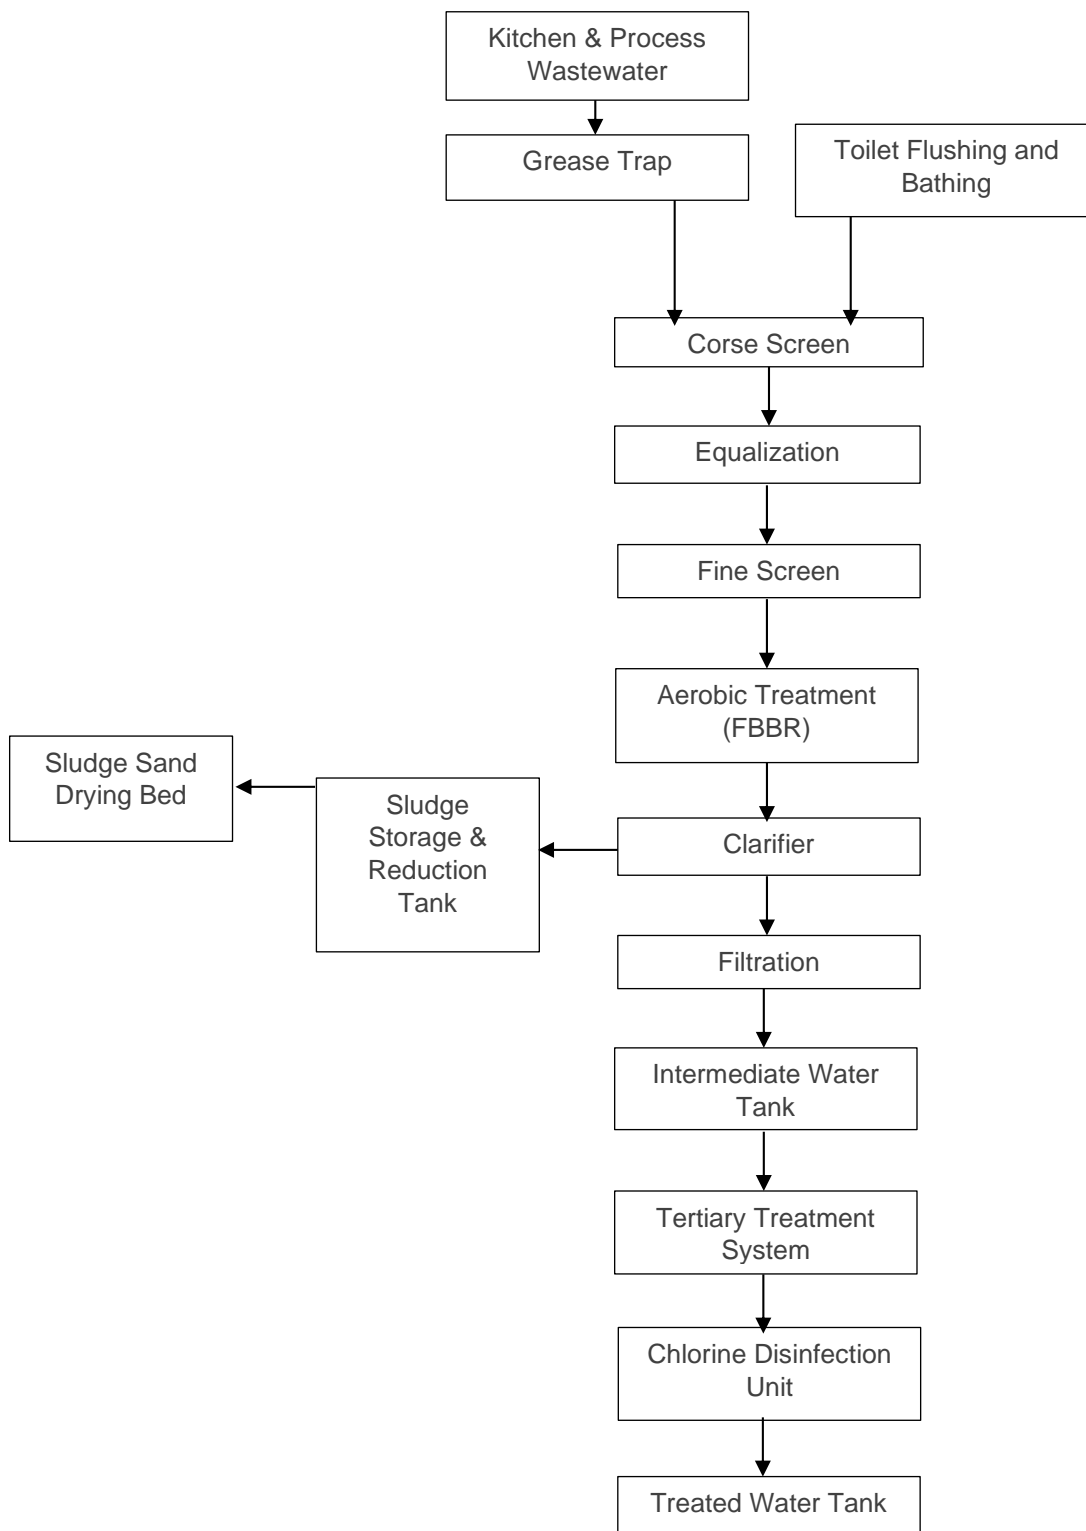 Kitchen & Process
Wastewater
Grease Trap
Toilet Flushing and
Bathing
Corse Screen
Equalization
Fine Screen
Aerobic Treatment
(FBBR)
Sludge Sand
Drying Bed
Sludge
Storage &
Reduction
Tank
Clarifier
Filtration
Intermediate Water
Tank
Tertiary Treatment
System
Chlorine Disinfection
Unit
Treated Water Tank